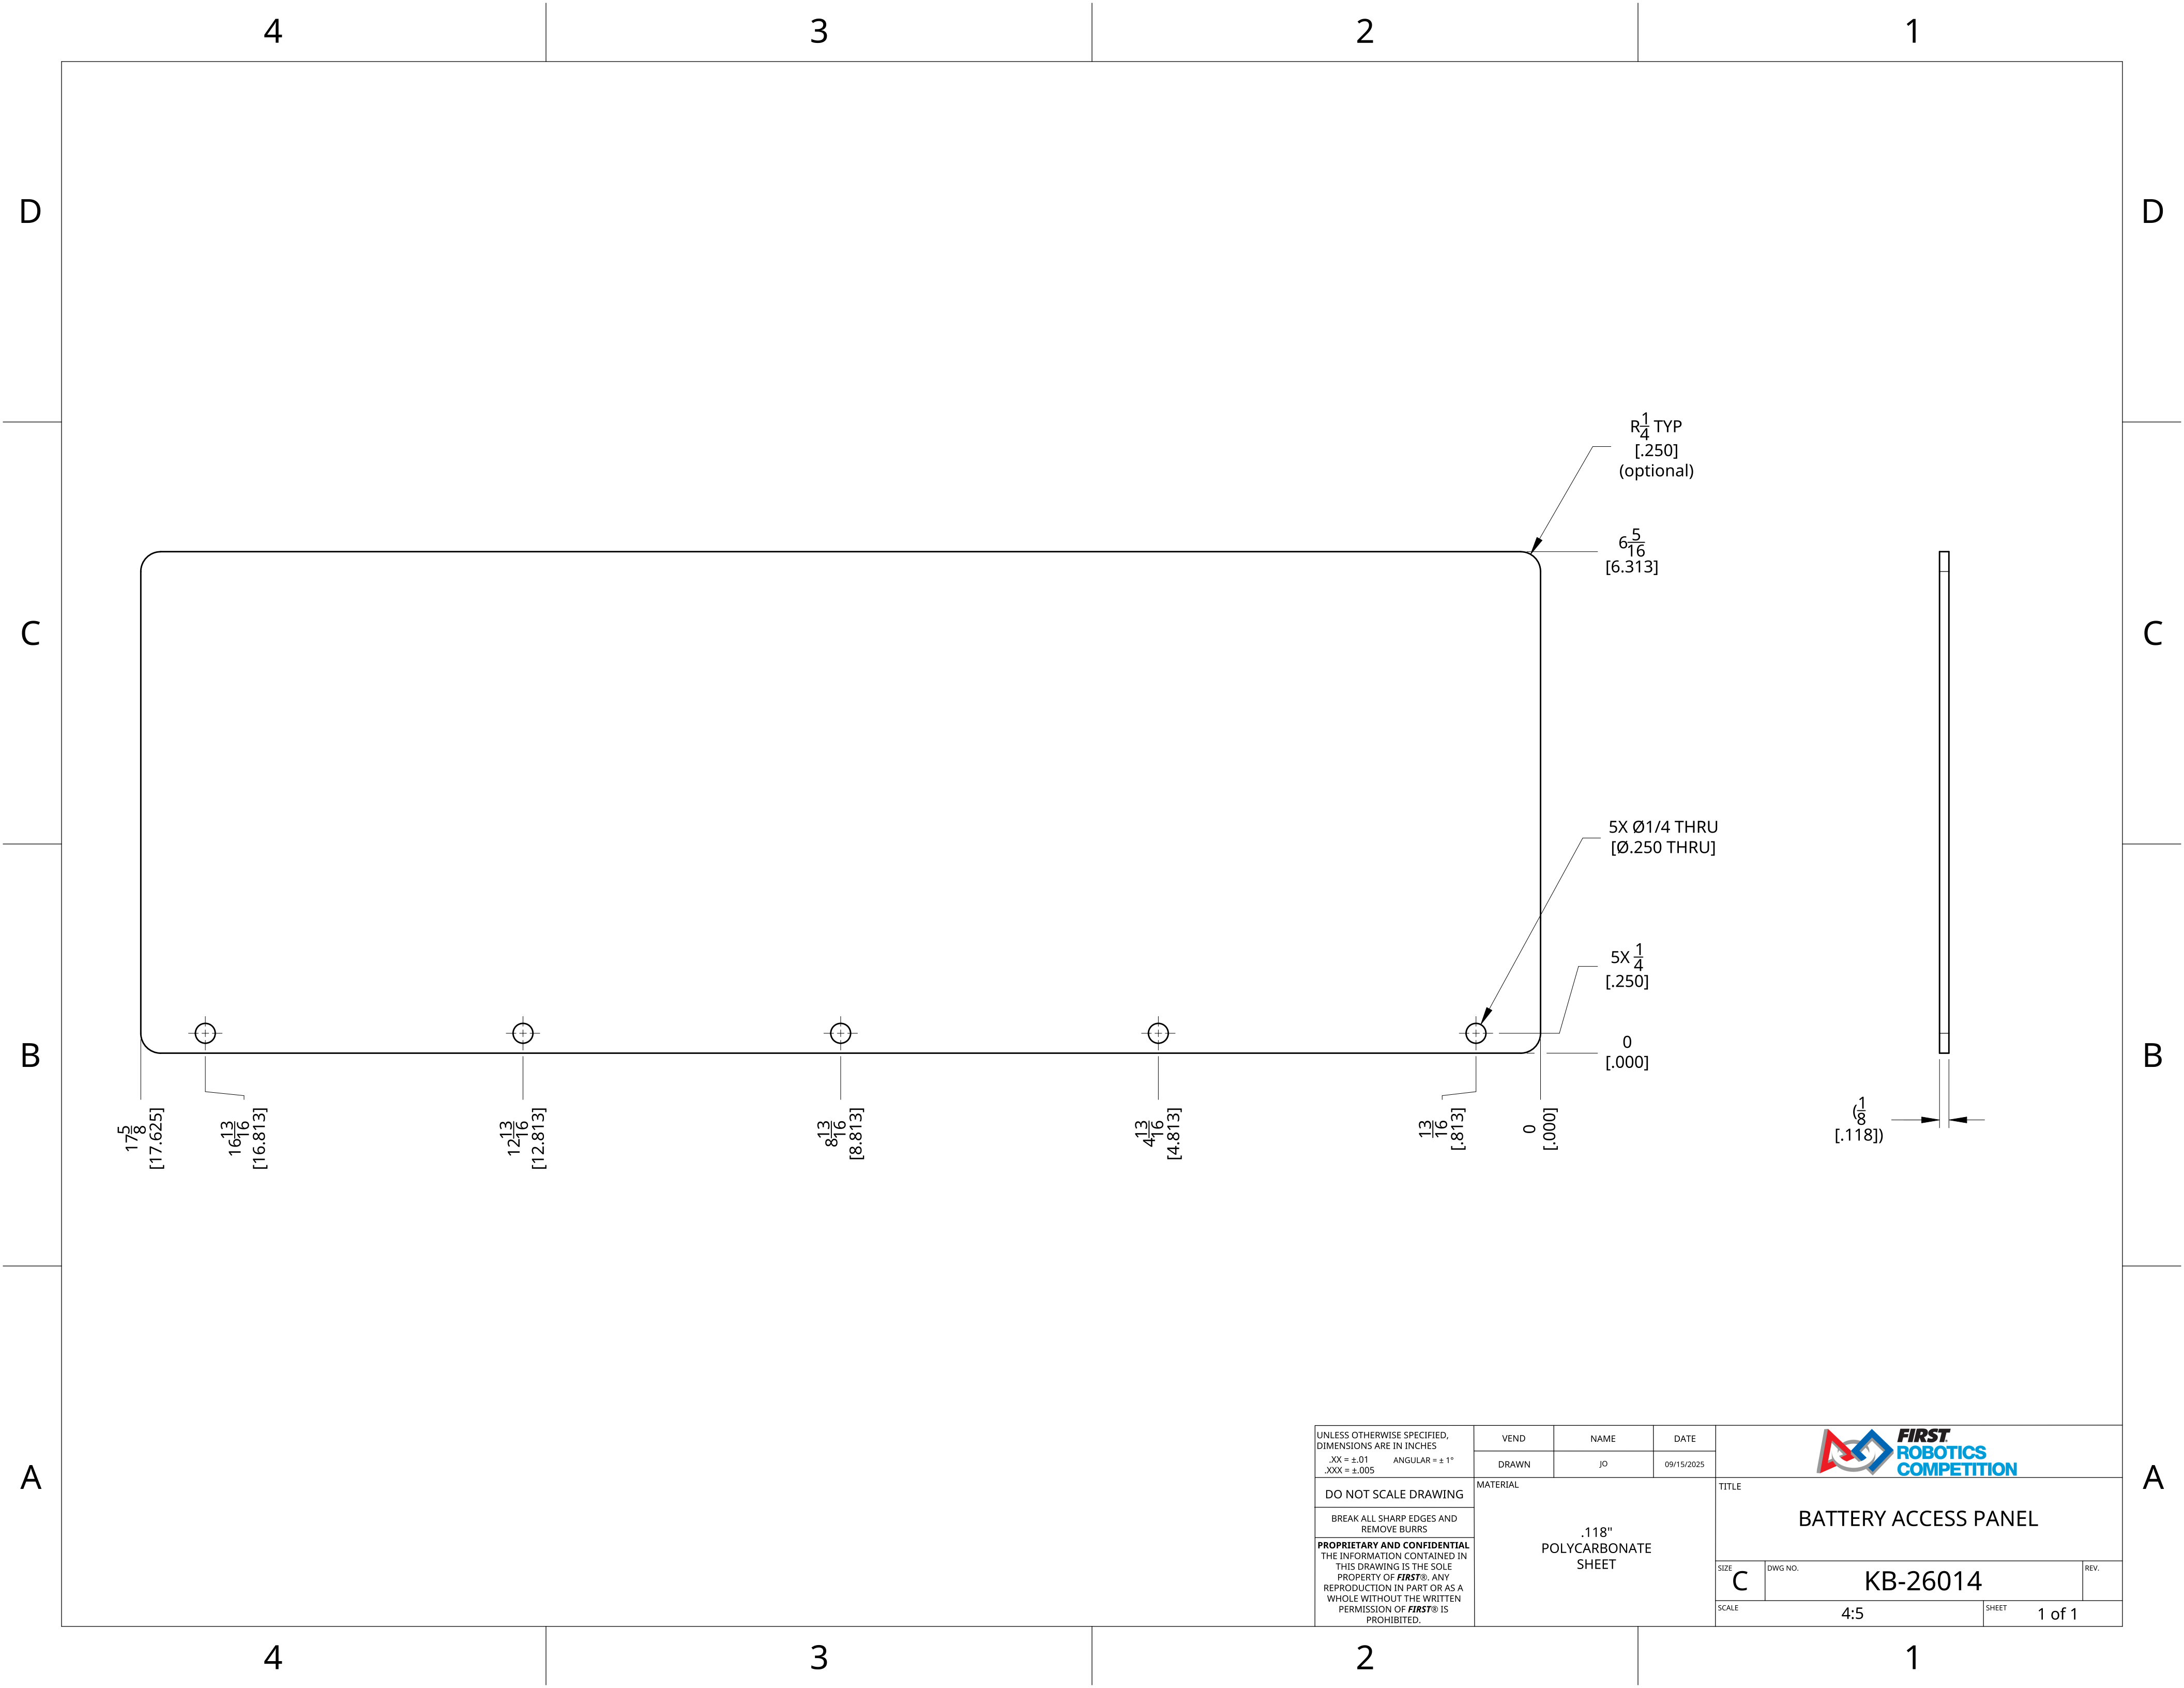 4 3 2 1
D D
R 1/4 TYP
[.250]
(optional)
6 5/16
[6.313]
C C
5X Ø1/4 THRU
[Ø.250 THRU]
5X 1/4
[.250]
0
[.000]
B B
17 5/8
[17.625]
16 13/16
[16.813]
12 13/16
[12.813]
8 13/16
[8.813]
4 13/16
[4.813]
13/16
[.813]
0
[.000]
(1/8
[.118])
A A
UNLESS OTHERWISE SPECIFIED,
DIMENSIONS ARE IN INCHES
.XX = ±.01 ANGULAR = ± 1°
.XXX = ±.005
DO NOT SCALE DRAWING
BREAK ALL SHARP EDGES AND
REMOVE BURRS
PROPRIETARY AND CONFIDENTIAL
THE INFORMATION CONTAINED IN
THIS DRAWING IS THE SOLE
PROPERTY OF FIRST®. ANY
REPRODUCTION IN PART OR AS A
WHOLE WITHOUT THE WRITTEN
PERMISSION OF FIRST® IS
PROHIBITED.
VEND NAME DATE
DRAWN JO 09/15/2025
MATERIAL
.118"
POLYCARBONATE
SHEET
FIRST
ROBOTICS
COMPETITION
TITLE
BATTERY ACCESS PANEL
SIZE
C
DWG NO.
KB-26014
REV.
SCALE
4:5
SHEET
1 of 1
4 3 2 1